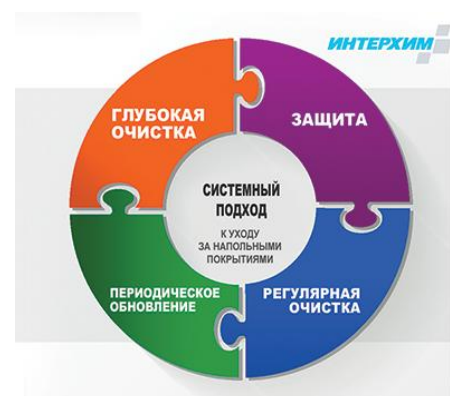 ИНТЕРХИМ
ГЛУБОКАЯ
ОЧИСТКА
ЗАЩИТА
СИСТЕМНЫЙ
ПОДХОД
К УХОДУ
ЗА НАПОЛЬНЫМИ
ПОКРЫТИЯМИ
ПЕРИОДИЧЕСКОЕ
ОБНОВЛЕНИЕ
РЕГУЛЯРНАЯ
ОЧИСТКА